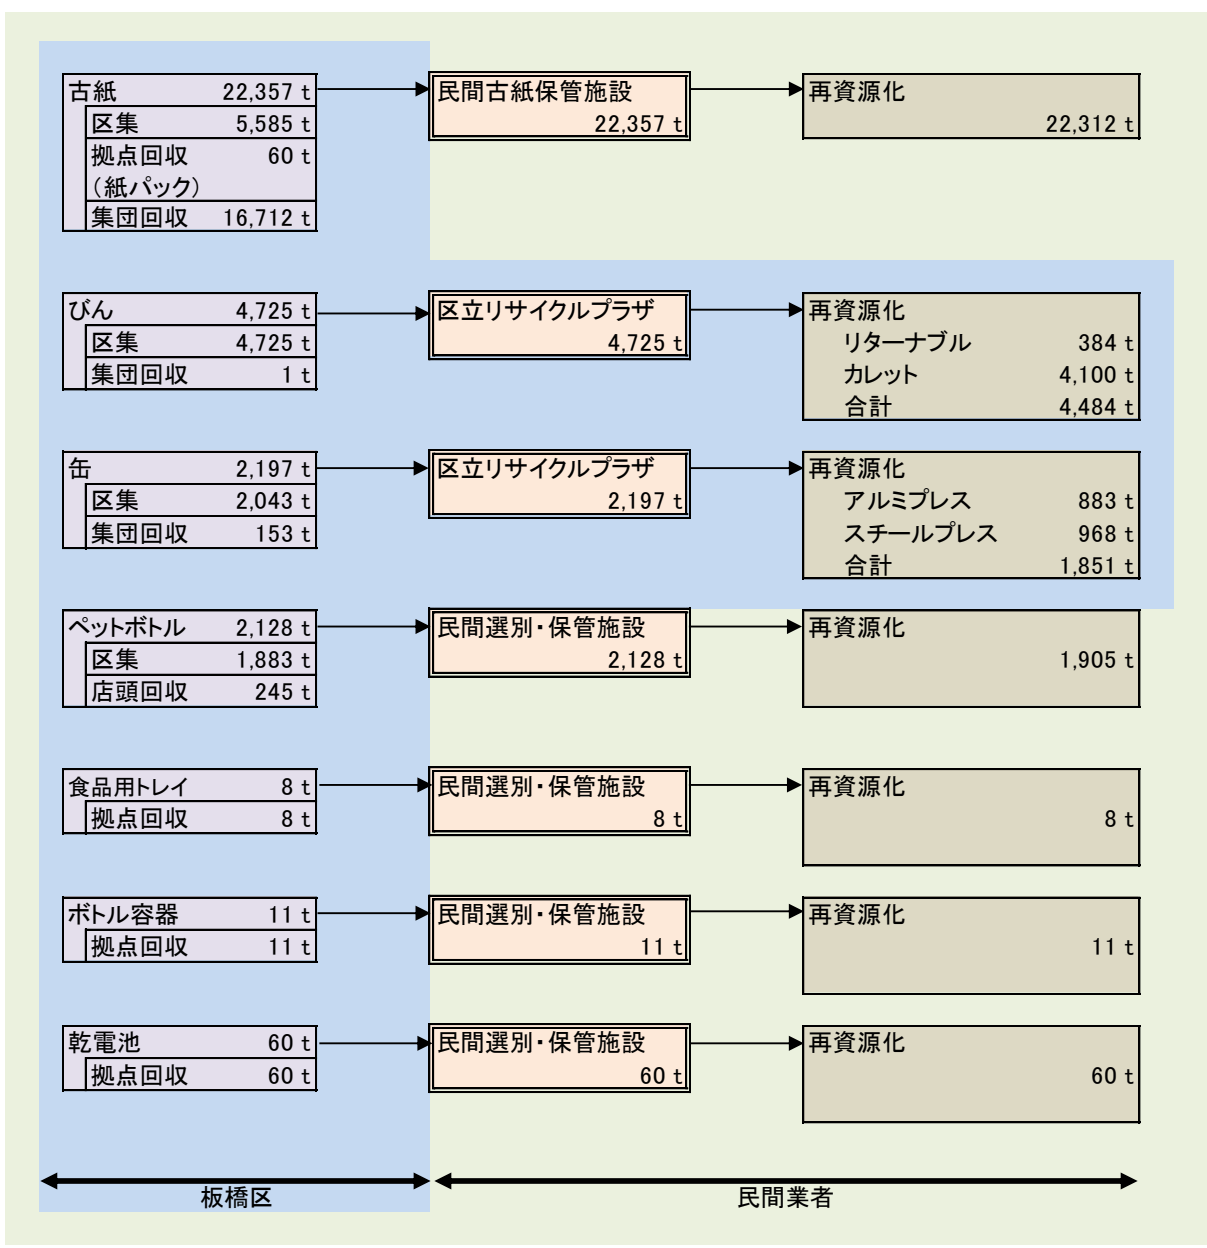 古紙 22,357 t
区集 5,585 t
拠点回収 60 t
（紙パック）
集団回収 16,712 t
民間古紙保管施設
22,357 t
再資源化
22,312 t
びん 4,725 t
区集 4,725 t
集団回収 1 t
区立リサイクルプラザ
4,725 t
再資源化
リターナブル 384 t
カレット 4,100 t
合計 4,484 t
缶 2,197 t
区集 2,043 t
集団回収 153 t
区立リサイクルプラザ
2,197 t
再資源化
アルミプレス 883 t
スチールプレス 968 t
合計 1,851 t
ペットボトル 2,128 t
区集 1,883 t
店頭回収 245 t
民間選別・保管施設
2,128 t
再資源化
1,905 t
食品用トレイ 8 t
拠点回収 8 t
民間選別・保管施設
8 t
再資源化
8 t
ボトル容器 11 t
拠点回収 11 t
民間選別・保管施設
11 t
再資源化
11 t
乾電池 60 t
拠点回収 60 t
民間選別・保管施設
60 t
再資源化
60 t
板橋区
民間業者